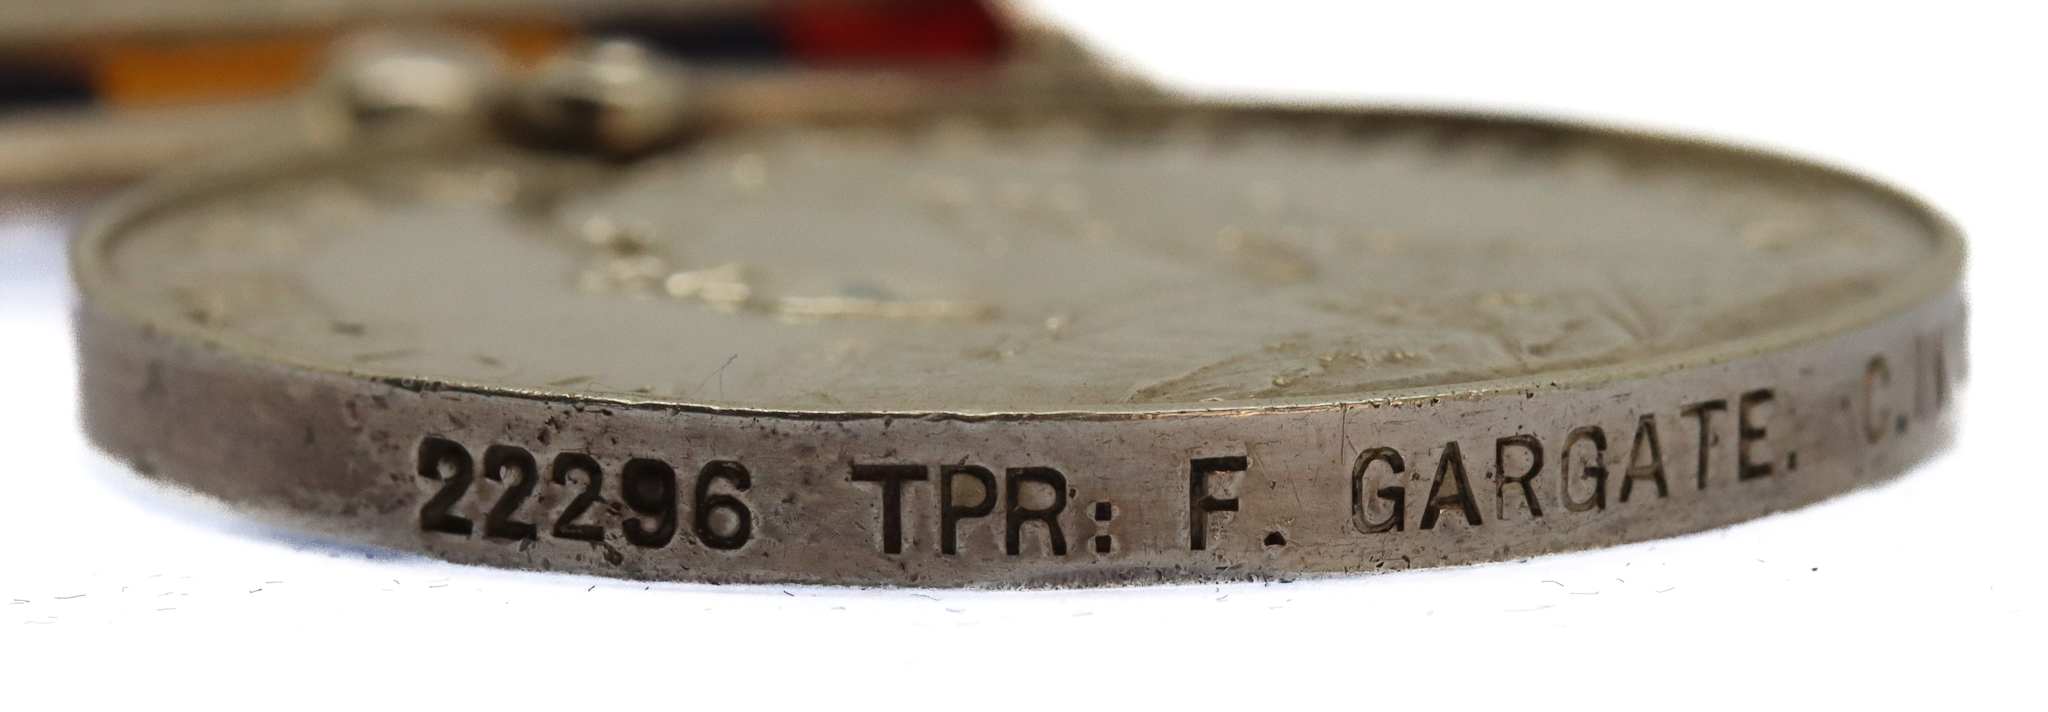 22296 TPR: F. GARGATE.